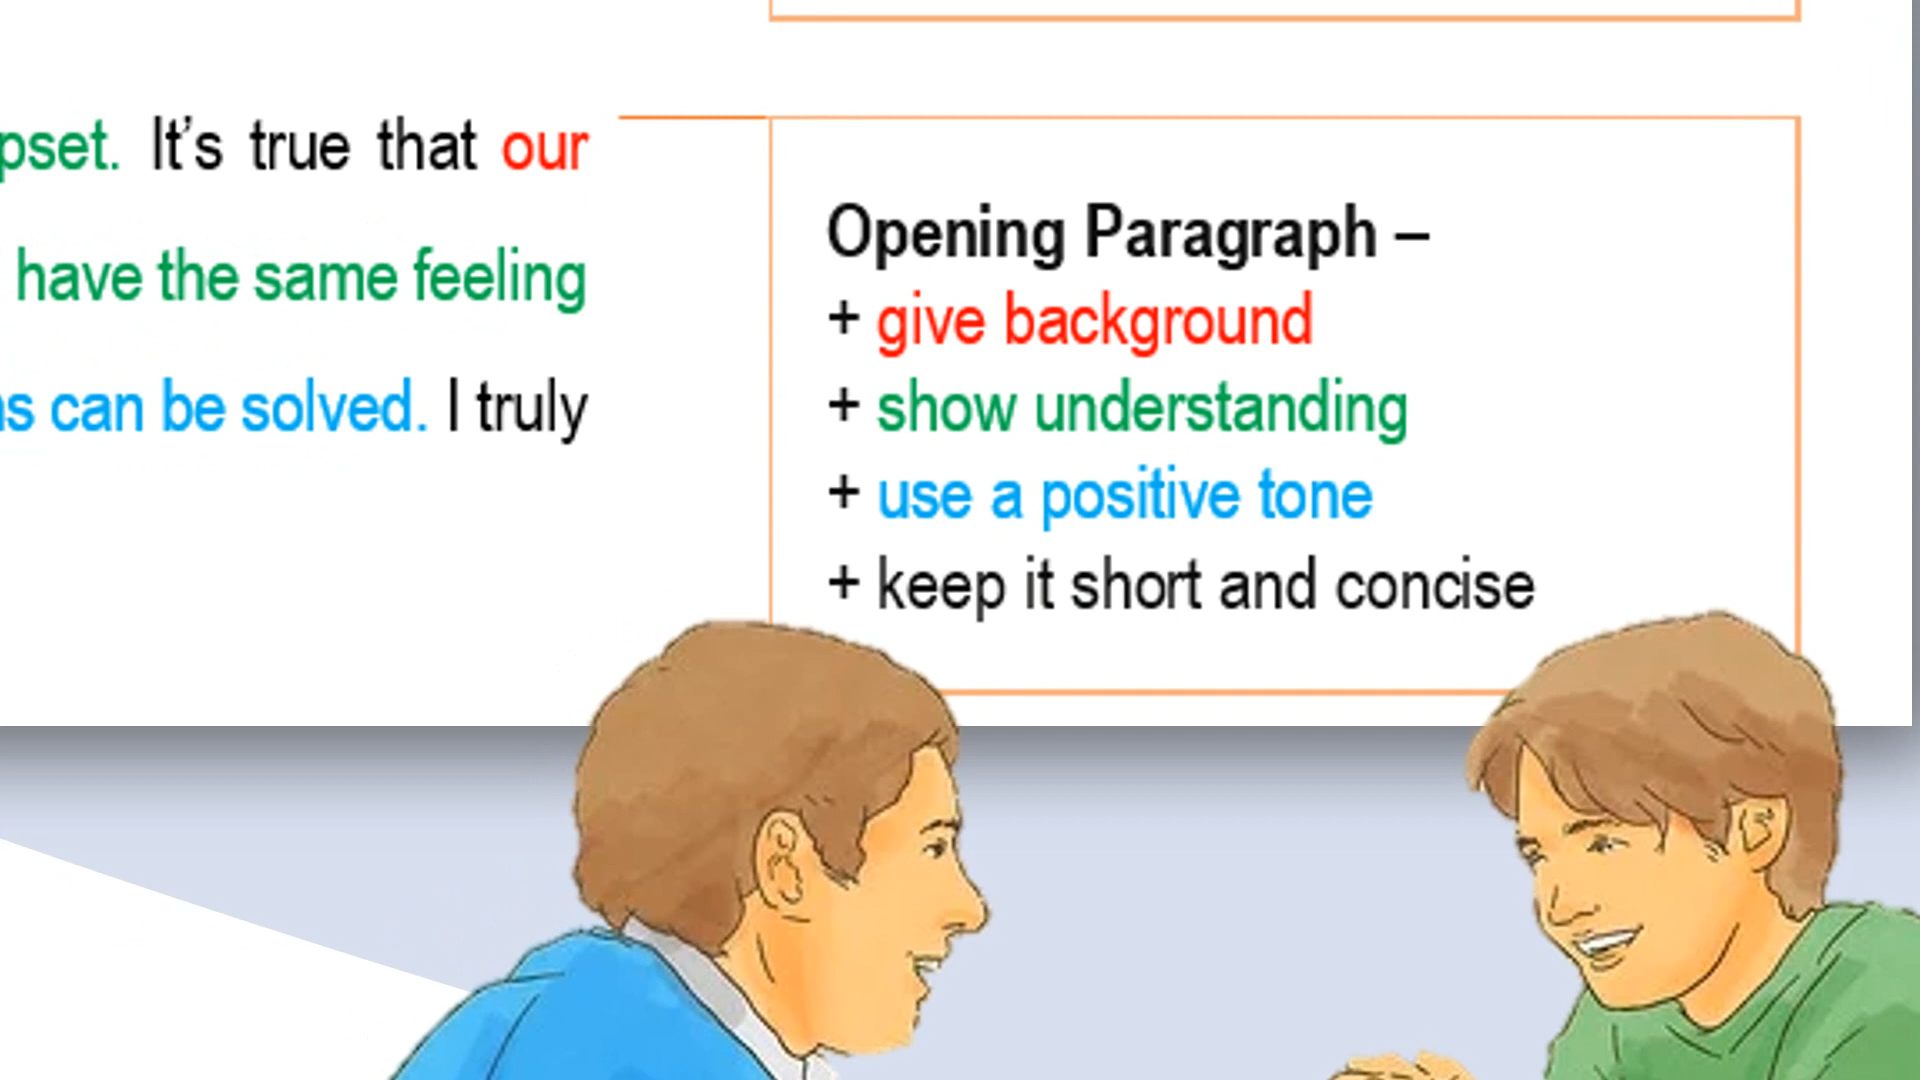 It's true that our
have the same feeling
can be solved. I truly
Opening Paragraph –
+ give background
+ show understanding
+ use a positive tone
+ keep it short and concise